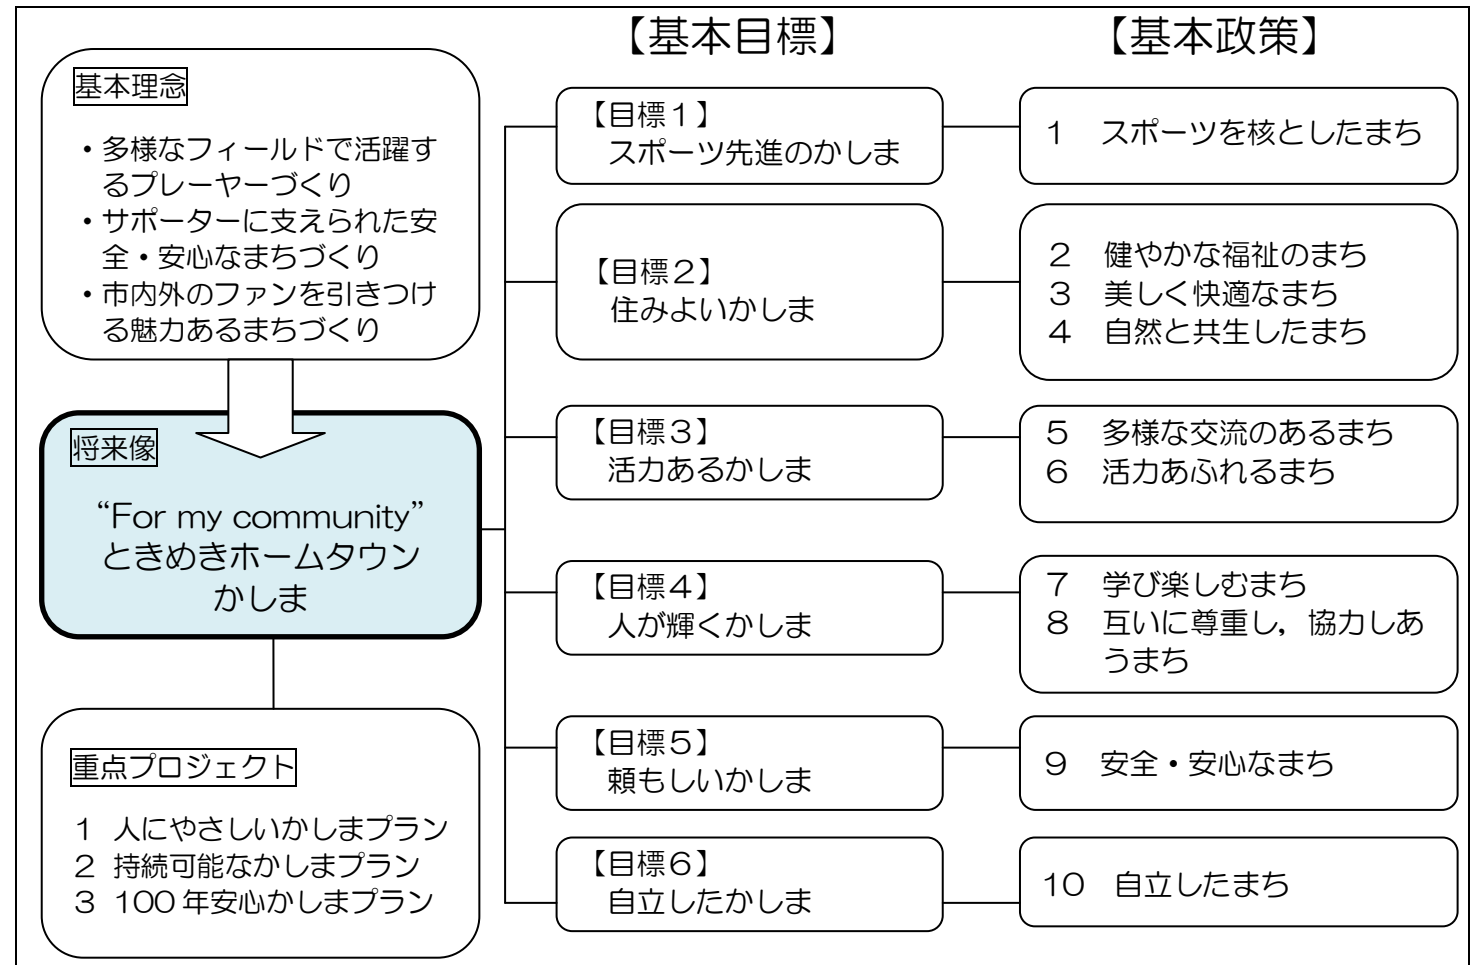 【基本目標】
【基本政策】
基本理念
・多様なフィールドで活躍す
るプレーヤーづくり
・サポーターに支えられた安
全・安心なまちづくり
・市内外のファンを引きつけ
る魅力あるまちづくり
将来像
“For my community”
ときめきホームタウン
かしま
重点プロジェクト
1 人にやさしいかしまプラン
2 持続可能なかしまプラン
3 100年安心かしまプラン
【目標1】
スポーツ先進のかしま
【目標2】
住みよいかしま
【目標3】
活力あるかしま
【目標4】
人が輝くかしま
【目標5】
頼もしいかしま
【目標6】
自立したかしま
1 スポーツを核としたまち
2 健やかな福祉のまち
3 美しく快適なまち
4 自然と共生したまち
5 多様な交流のあるまち
6 活力あふれるまち
7 学び楽しむまち
8 互いに尊重し，協力しあ
うまち
9 安全・安心なまち
10 自立したまち